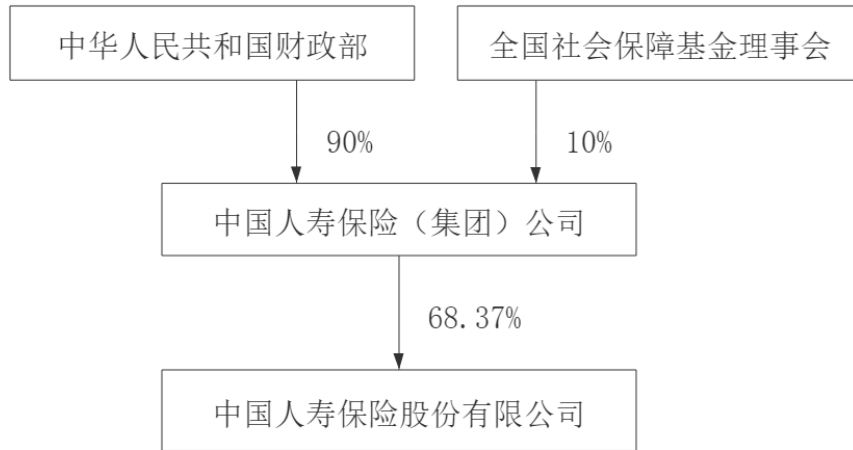 中华人民共和国财政部
全国社会保障基金理事会
90%
10%
中国人寿保险（集团）公司
68.37%
中国人寿保险股份有限公司